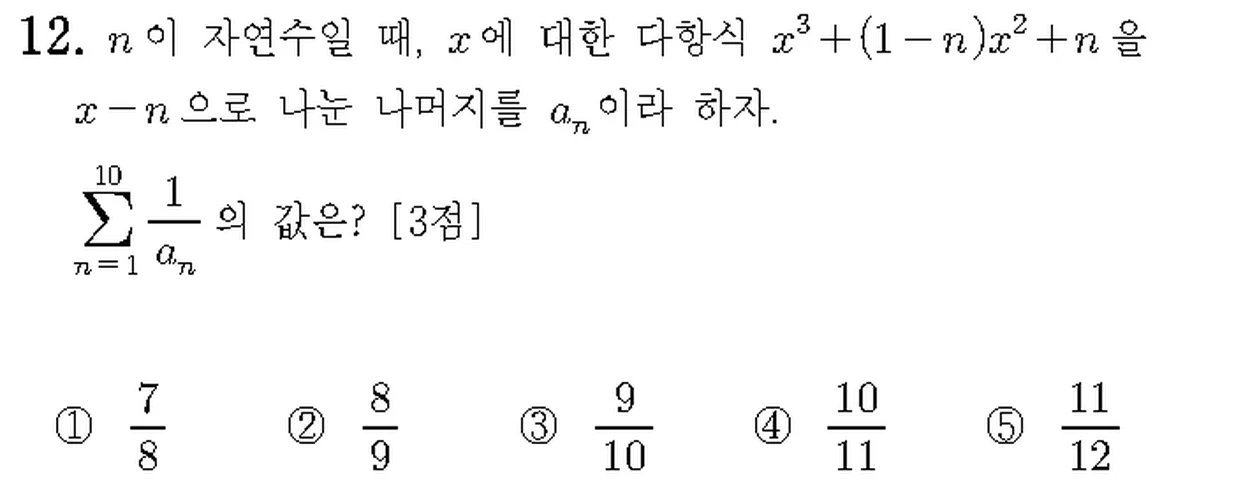 12. n이 자연수일 때, x에 대한 다항식 x³+(1-n)x²+n을
x-n으로 나눈 나머지를 aₙ이라 하자.
∑_{n=1}^{10} 1/aₙ 의 값은? [3점]
① 7/8 ② 8/9 ③ 9/10 ④ 10/11 ⑤ 11/12